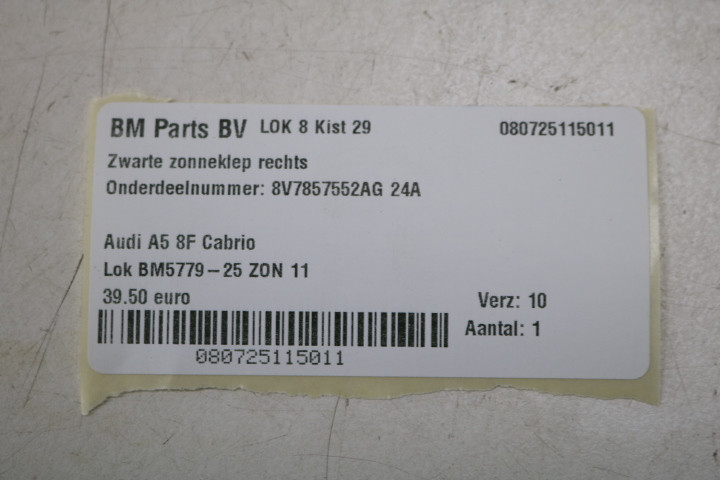 BM Parts BV LOK 8 Kist 29 080725115011
Zwarte zonneklep rechts
Onderdeelnummer: 8V7857552AG 24A
Audi A5 8F Cabrio
Lok BM5779-25 ZON 11
39.50 euro Verz: 10
Aantal: 1
080725115011